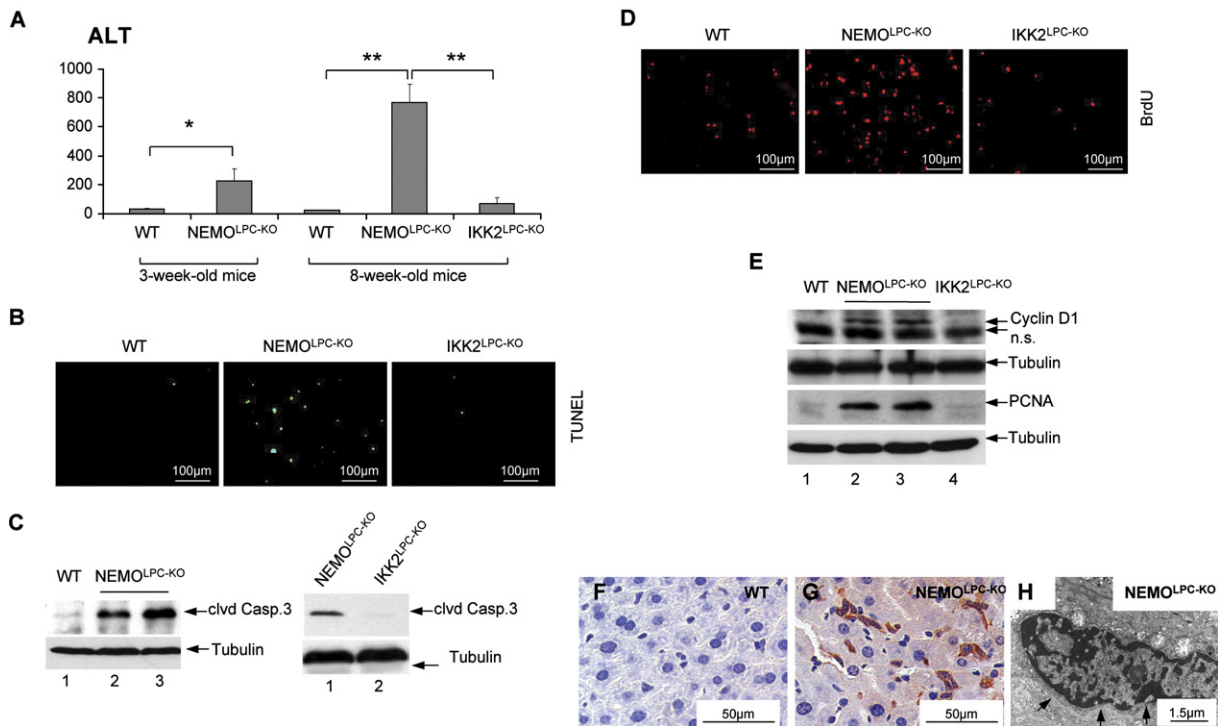 A
ALT
1000
800
600
400
200
0
*
** **
WT NEMOLPC-KO WT NEMOLPC-KO IKK2LPC-KO
3-week-old mice 8-week-old mice
B
WT NEMOLPC-KO IKK2LPC-KO
100µm 100µm 100µm
TUNEL
C
WT NEMOLPC-KO
clvd Casp.3
Tubulin
1 2 3
NEMOLPC-KO IKK2LPC-KO
clvd Casp.3
Tubulin
1 2
D
WT NEMOLPC-KO IKK2LPC-KO
100µm 100µm 100µm
BrdU
E
WT NEMOLPC-KO IKK2LPC-KO
Cyclin D1
n.s.
Tubulin
PCNA
Tubulin
1 2 3 4
F WT
50µm
G NEMOLPC-KO
50µm
H NEMOLPC-KO
1.5µm